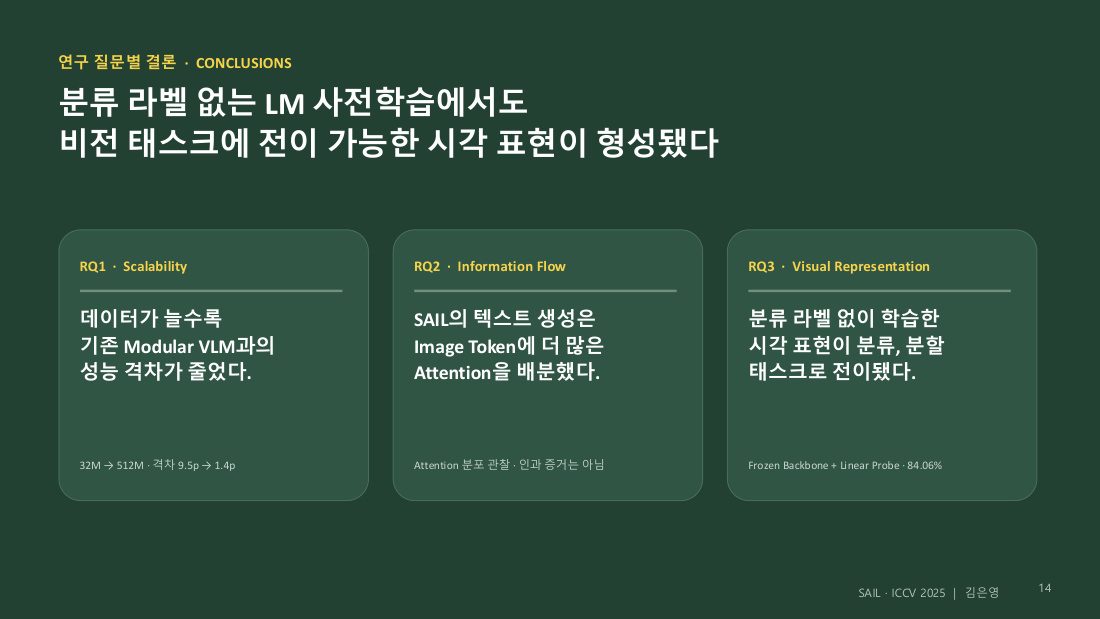 연구 질문별 결론 · CONCLUSIONS
분류 라벨 없는 LM 사전학습에서도
비전 태스크에 전이 가능한 시각 표현이 형성됐다
RQ1 · Scalability
데이터가 늘수록
기존 Modular VLM과의
성능 격차가 줄었다.
32M → 512M · 격차 9.5p → 1.4p
RQ2 · Information Flow
SAIL의 텍스트 생성은
Image Token에 더 많은
Attention을 배분했다.
Attention 분포 관찰 · 인과 증거는 아님
RQ3 · Visual Representation
분류 라벨 없이 학습한
시각 표현이 분류, 분할
태스크로 전이됐다.
Frozen Backbone + Linear Probe · 84.06%
SAIL · ICCV 2025 | 김은영
14